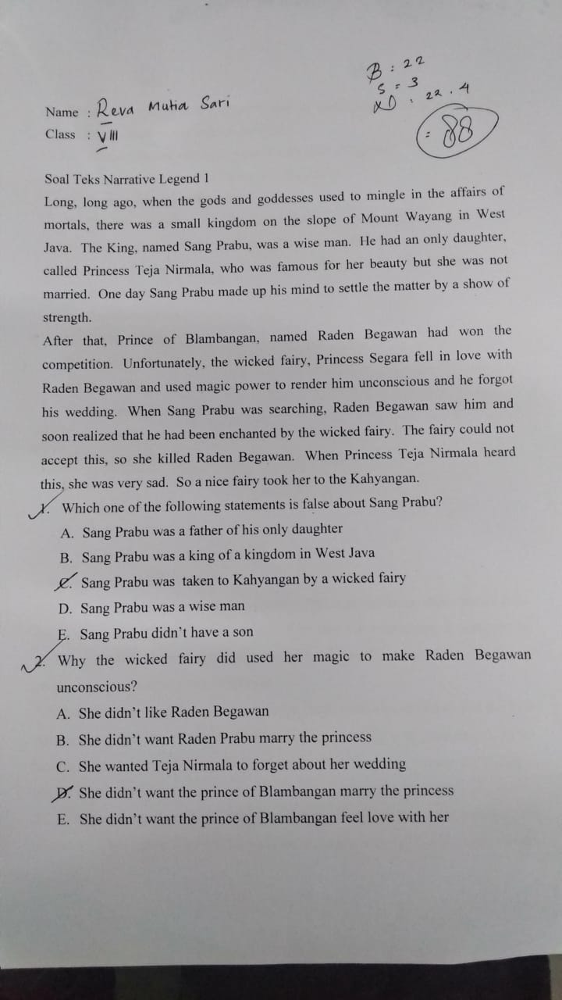 B : 22
S = 3
: 22 . 4
= 88
Name : Reva Mutia Sari
Class : VIII
Soal Teks Narrative Legend 1
Long, long ago, when the gods and goddesses used to mingle in the affairs of
mortals, there was a small kingdom on the slope of Mount Wayang in West
Java. The King, named Sang Prabu, was a wise man. He had an only daughter,
called Princess Teja Nirmala, who was famous for her beauty but she was not
married. One day Sang Prabu made up his mind to settle the matter by a show of
strength.
After that, Prince of Blambangan, named Raden Begawan had won the
competition. Unfortunately, the wicked fairy, Princess Segara fell in love with
Raden Begawan and used magic power to render him unconscious and he forgot
his wedding. When Sang Prabu was searching, Raden Begawan saw him and
soon realized that he had been enchanted by the wicked fairy. The fairy could not
accept this, so she killed Raden Begawan. When Princess Teja Nirmala heard
this, she was very sad. So a nice fairy took her to the Kahyangan.
1. Which one of the following statements is false about Sang Prabu?
A. Sang Prabu was a father of his only daughter
B. Sang Prabu was a king of a kingdom in West Java
C. Sang Prabu was taken to Kahyangan by a wicked fairy
D. Sang Prabu was a wise man
E. Sang Prabu didn't have a son
2. Why the wicked fairy did used her magic to make Raden Begawan
unconscious?
A. She didn't like Raden Begawan
B. She didn't want Raden Prabu marry the princess
C. She wanted Teja Nirmala to forget about her wedding
D. She didn't want the prince of Blambangan marry the princess
E. She didn't want the prince of Blambangan feel love with her